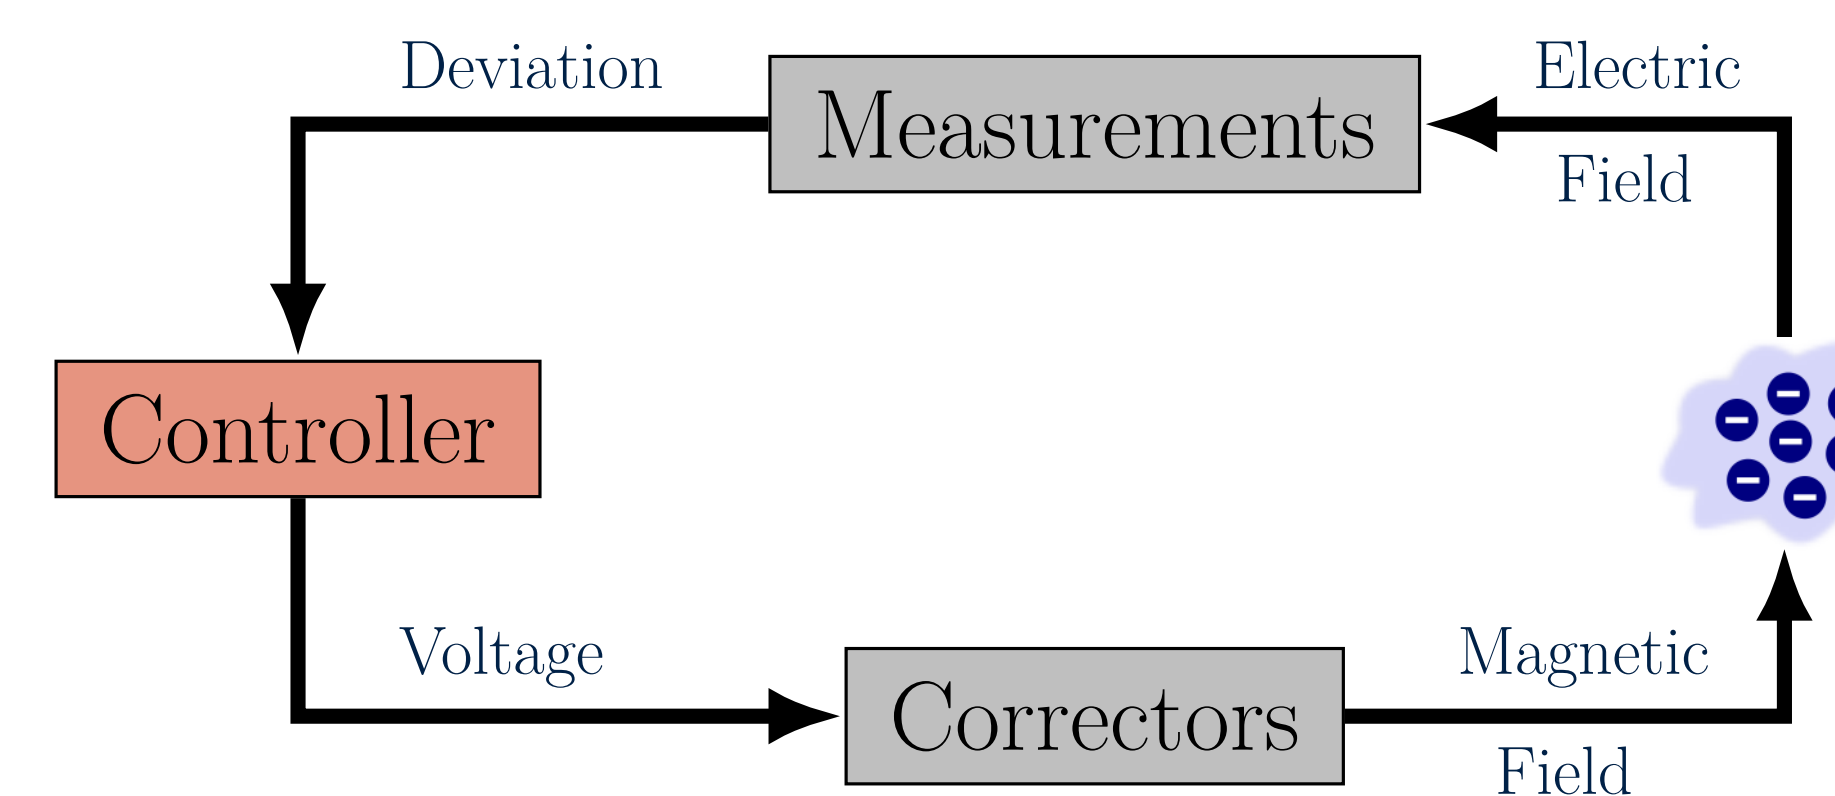 Deviation
Measurements
Electric
Field
Controller
Voltage
Correctors
Magnetic
Field